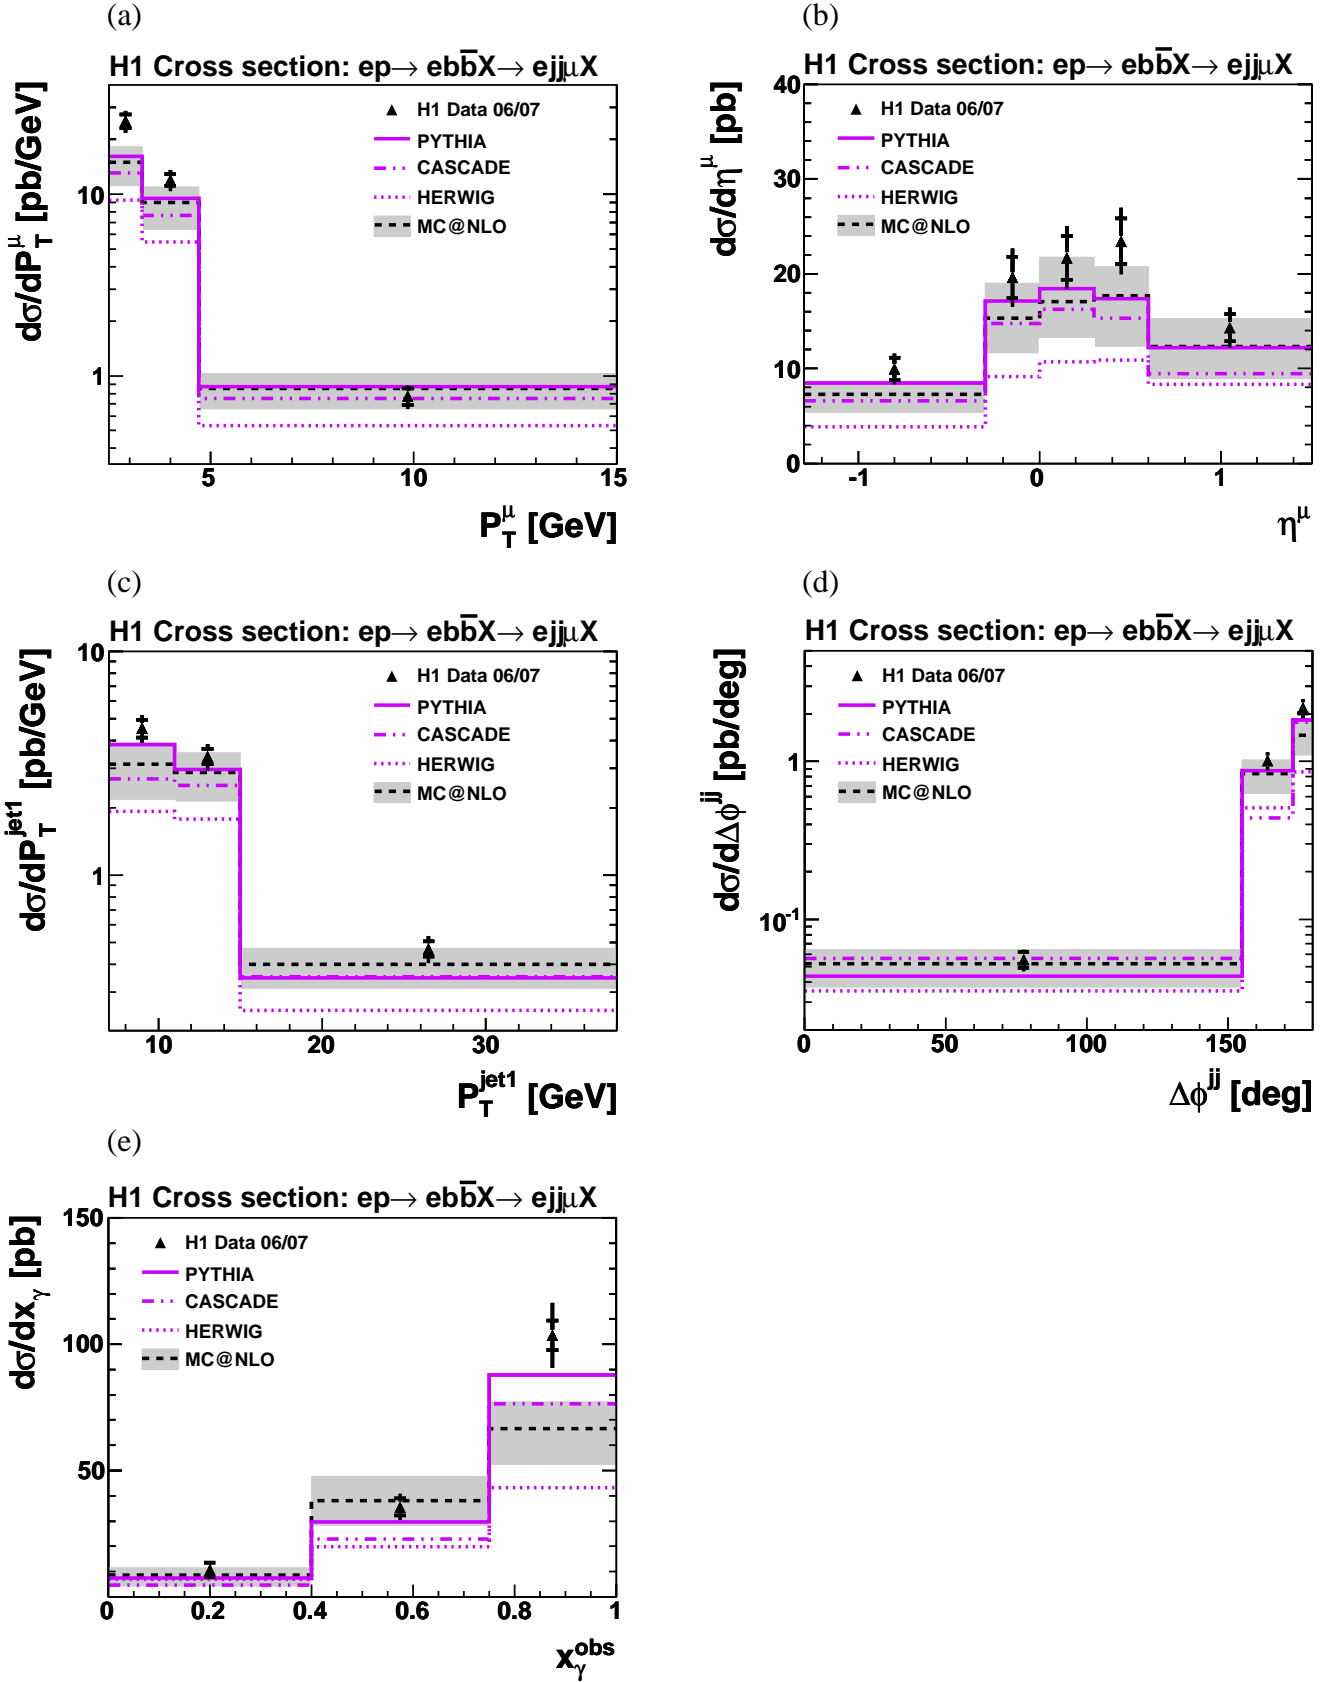 (a)
H1 Cross section: ep→ ebb̅X→ ejjμX
dσ/dP_T^μ [pb/GeV]
H1 Data 06/07
PYTHIA
CASCADE
HERWIG
MC@NLO
10
1
5 10 15
P_T^μ [GeV]
(b)
H1 Cross section: ep→ ebb̅X→ ejjμX
dσ/dη^μ [pb]
H1 Data 06/07
PYTHIA
CASCADE
HERWIG
MC@NLO
40
30
20
10
0
-1 0 1
η^μ
(c)
H1 Cross section: ep→ ebb̅X→ ejjμX
dσ/dP_T^jet1 [pb/GeV]
H1 Data 06/07
PYTHIA
CASCADE
HERWIG
MC@NLO
10
1
10 20 30
P_T^jet1 [GeV]
(d)
H1 Cross section: ep→ ebb̅X→ ejjμX
dσ/dΔϕ^jj [pb/deg]
H1 Data 06/07
PYTHIA
CASCADE
HERWIG
MC@NLO
1
10^-1
0 50 100 150
Δϕ^jj [deg]
(e)
H1 Cross section: ep→ ebb̅X→ ejjμX
dσ/dx_γ [pb]
H1 Data 06/07
PYTHIA
CASCADE
HERWIG
MC@NLO
150
100
50
0 0.2 0.4 0.6 0.8 1
x_γ^obs